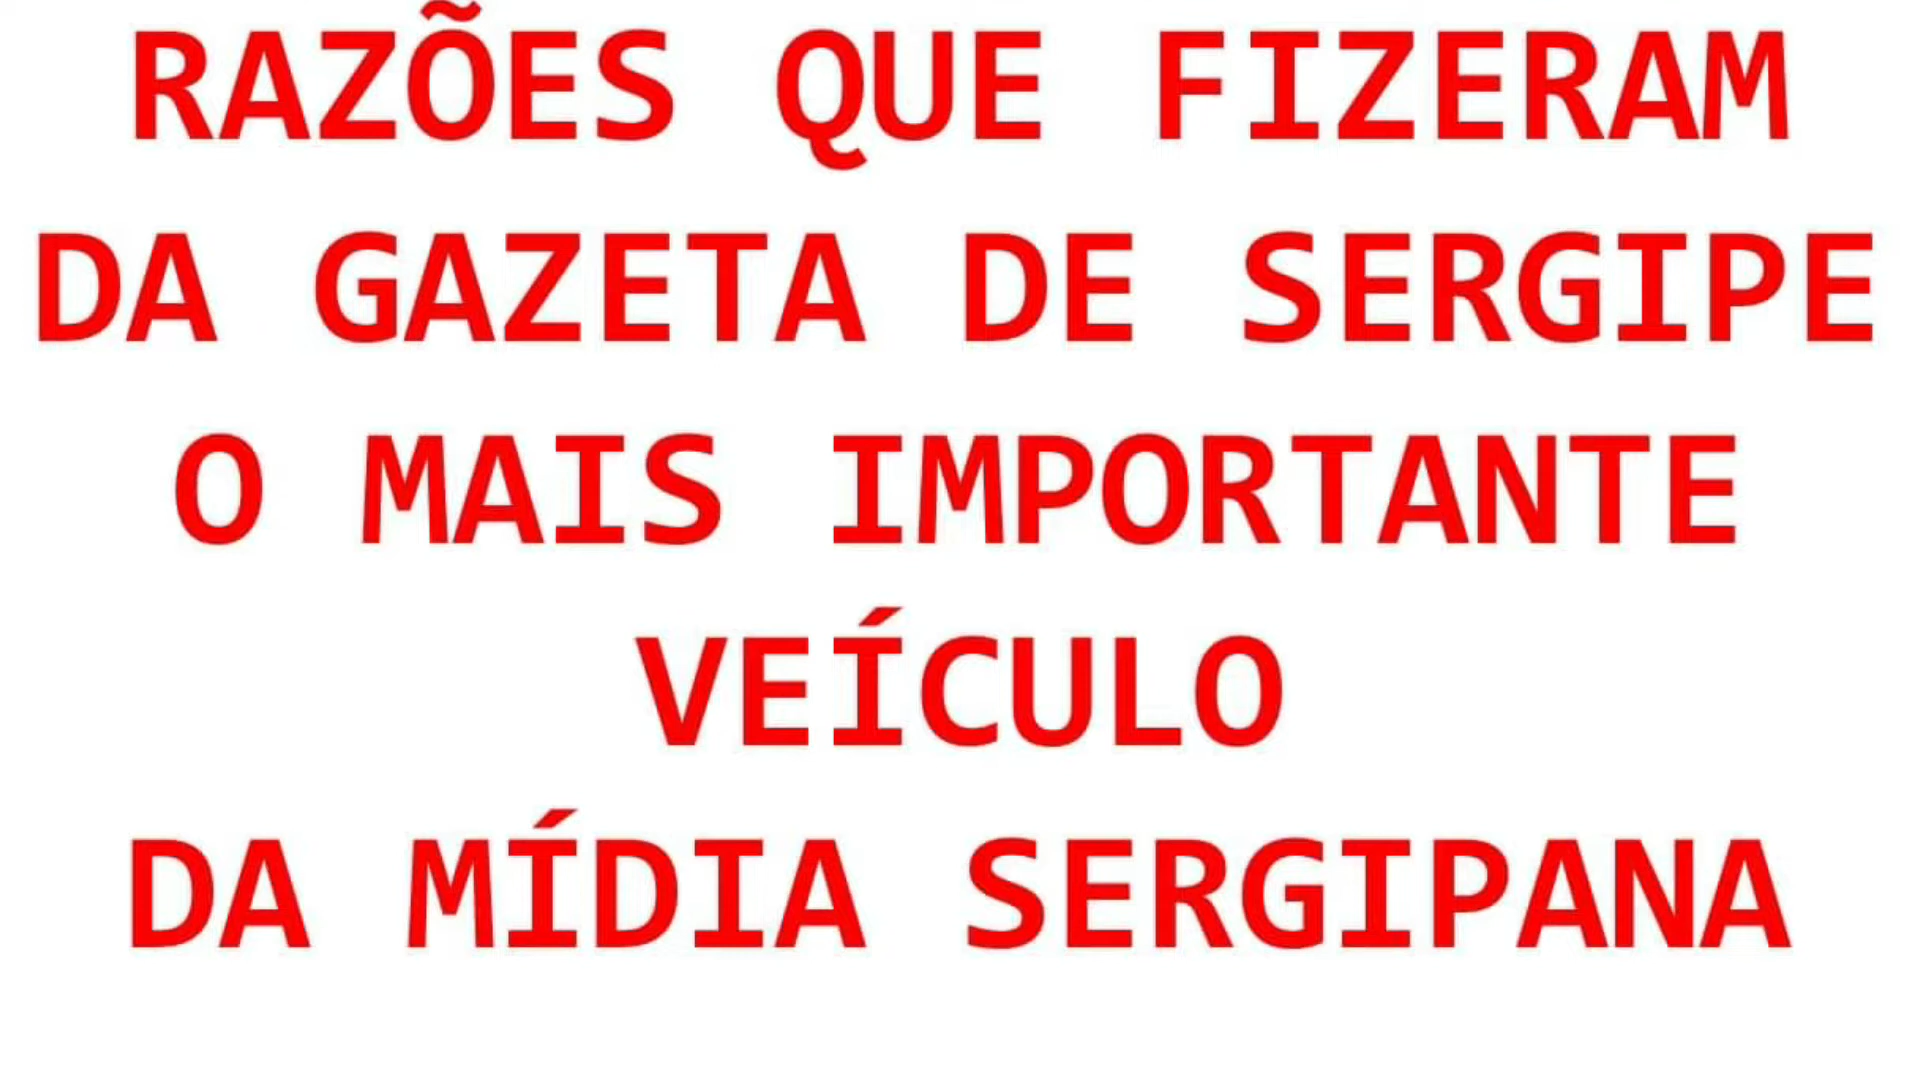 RAZÕES QUE FIZERAM
DA GAZETA DE SERGIPE
O MAIS IMPORTANTE
VEÍCULO
DA MÍDIA SERGIPANA